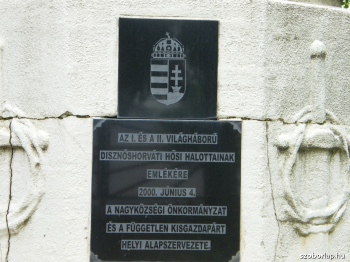 AZ I. ÉS A II. VILÁGHÁBORÚ
DISZNÓSHORVÁTI HŐSI HALOTTAINAK
EMLÉKÉRE
2000. JÚNIUS 4.
A NAGYKÖZSÉGI ÖNKORMÁNYZAT
ÉS A FÜGGETLEN KISGAZDAPÁRT
HELYI ALAPSZERVEZETE.
szoborlap.hu